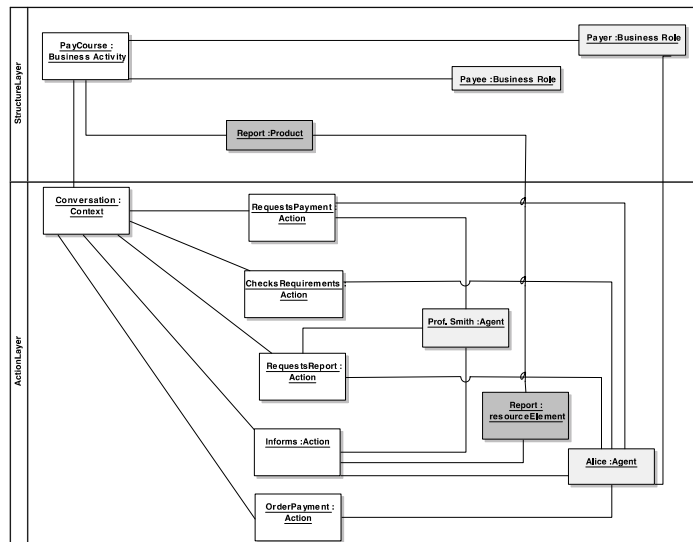 StructureLayer
PayCourse :
Business Activity
Payer :Business Role
Payee :Business Role
Report :Product
ActionLayer
Conversation :
Context
RequestsPayment
Action
ChecksRequirements
Action
Prof. Smith :Agent
RequestsReport :
Action
Report :
resourceElement
Informs :Action
Alice :Agent
OrderPayment :
Action